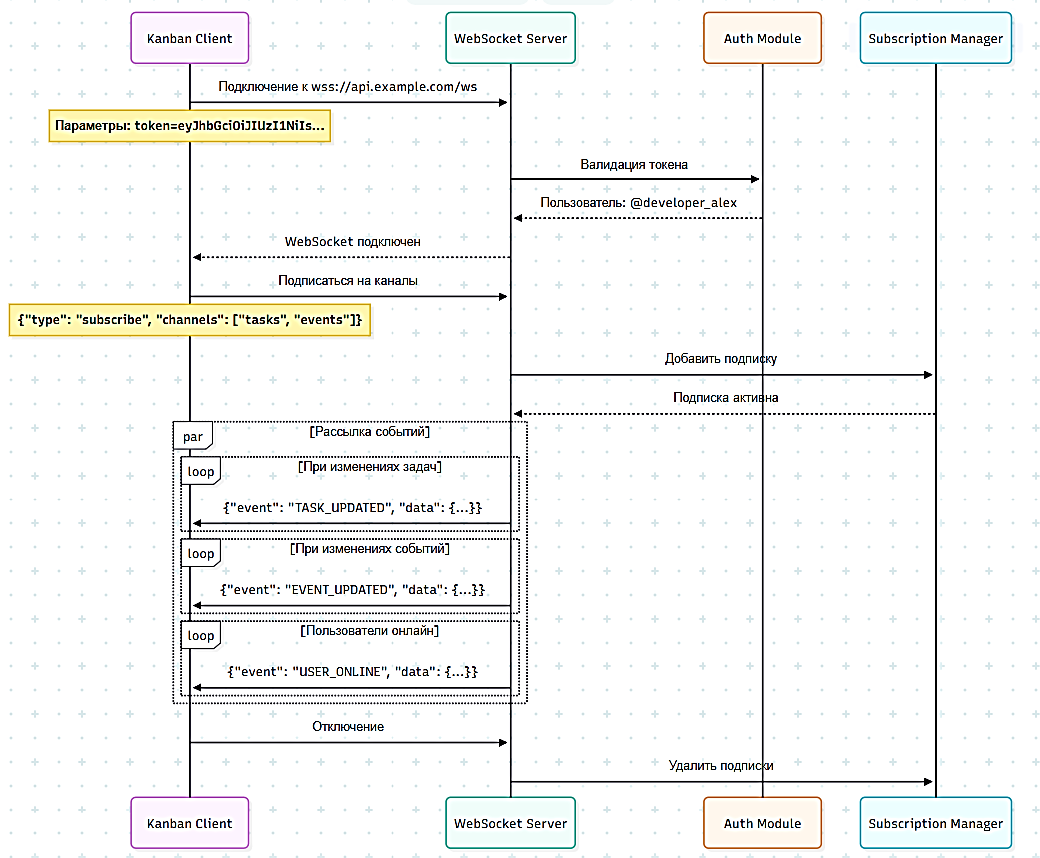 Kanban Client
WebSocket Server
Auth Module
Subscription Manager
Подключение к wss://api.example.com/ws
Параметры: token=eyJhbGciOiJIUzI1NiIs...
Валидация токена
Пользователь: @developer_alex
WebSocket подключен
Подписаться на каналы
{"type": "subscribe", "channels": ["tasks", "events"]}
Добавить подписку
Подписка активна
par
[Рассылка событий]
loop
[При изменениях задач]
{"event": "TASK_UPDATED", "data": {...}}
loop
[При изменениях событий]
{"event": "EVENT_UPDATED", "data": {...}}
loop
[Пользователи онлайн]
{"event": "USER_ONLINE", "data": {...}}
Отключение
Удалить подписки
Kanban Client
WebSocket Server
Auth Module
Subscription Manager